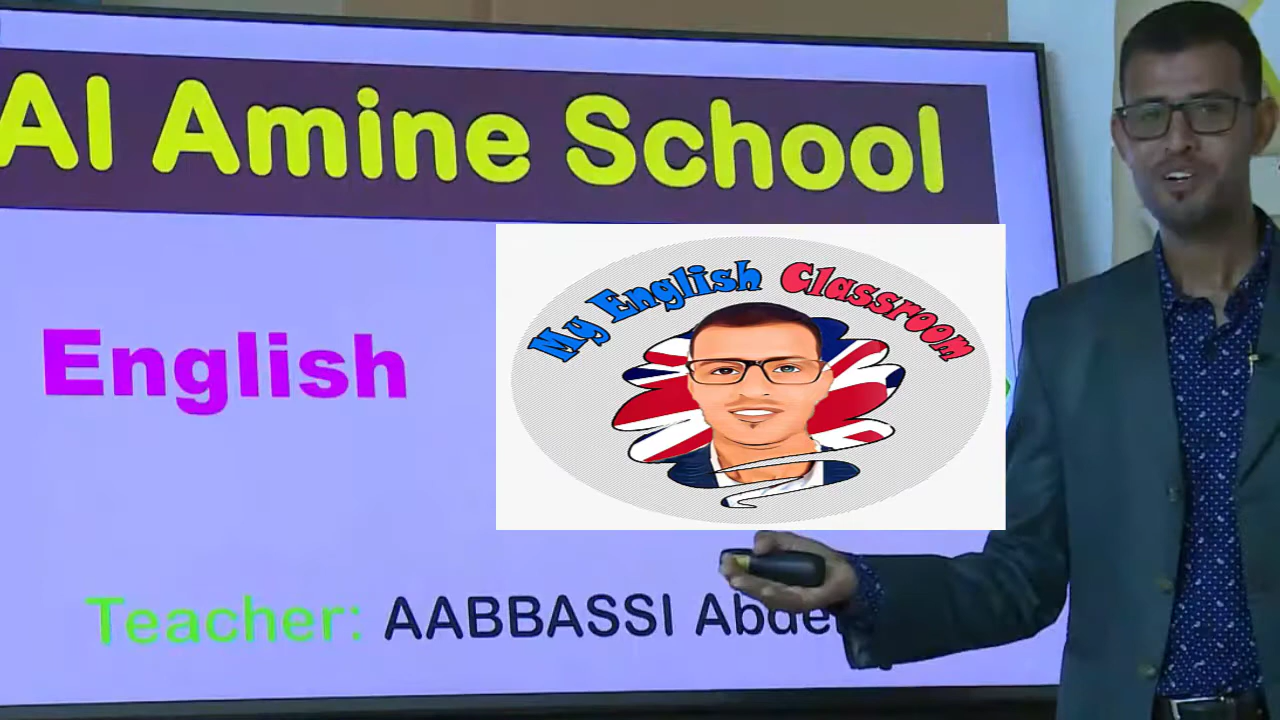 Al Amine School
My English Classroom
English
Teacher: AABBASSI